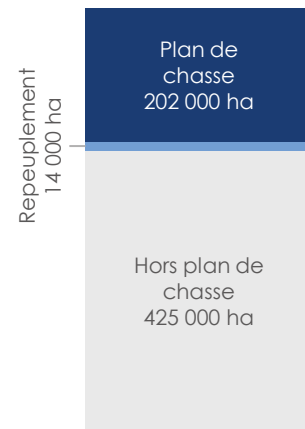 Plan de
chasse
202 000 ha
Repeuplement
14 000 ha
Hors plan de
chasse
425 000 ha